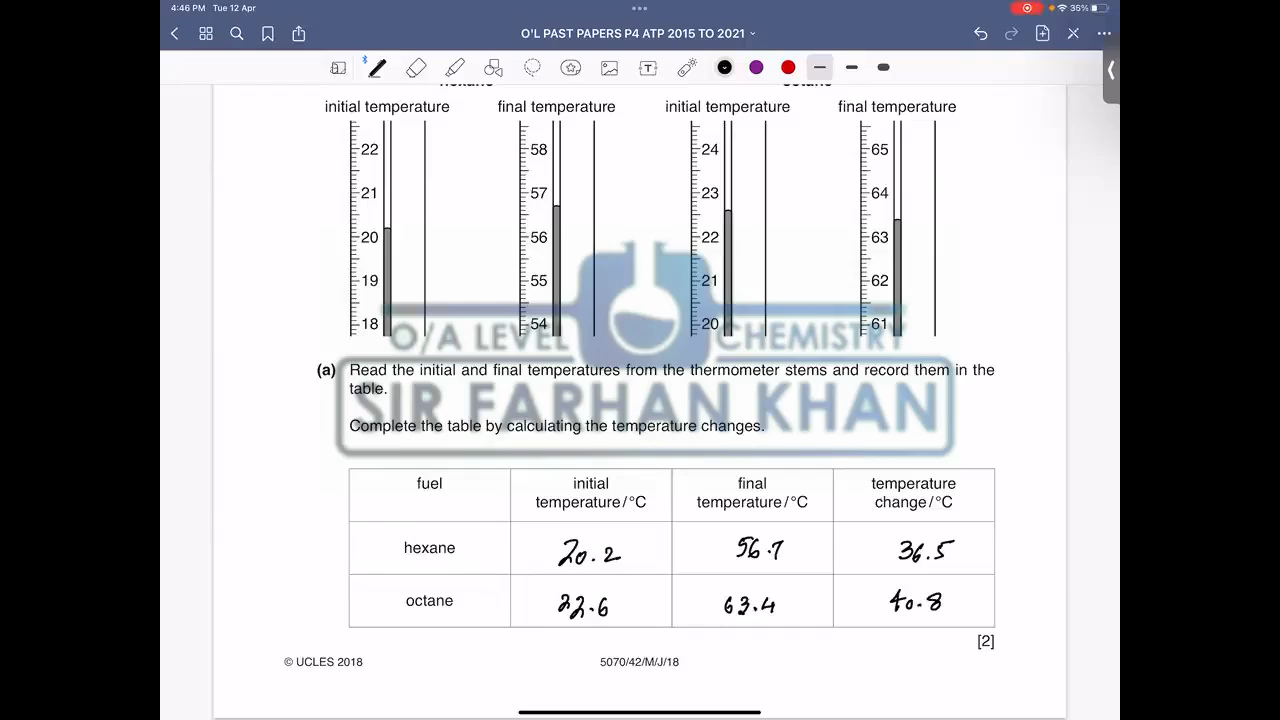 4:46 PM Tue 12 Apr
36%
O'L PAST PAPERS P4 ATP 2015 TO 2021
initial temperature final temperature initial temperature final temperature
22 58 24 65
21 57 23 64
20 56 22 63
19 55 21 62
18 54 20 61
O/A LEVEL CHEMISTRY
(a) Read the initial and final temperatures from the thermometer stems and record them in the
table.
SIR FARHAN KHAN
Complete the table by calculating the temperature changes.
fuel initial temperature/°C final temperature/°C temperature change/°C
hexane 20.2 56.7 36.5
octane 22.6 63.4 40.8
[2]
© UCLES 2018 5070/42/M/J/18